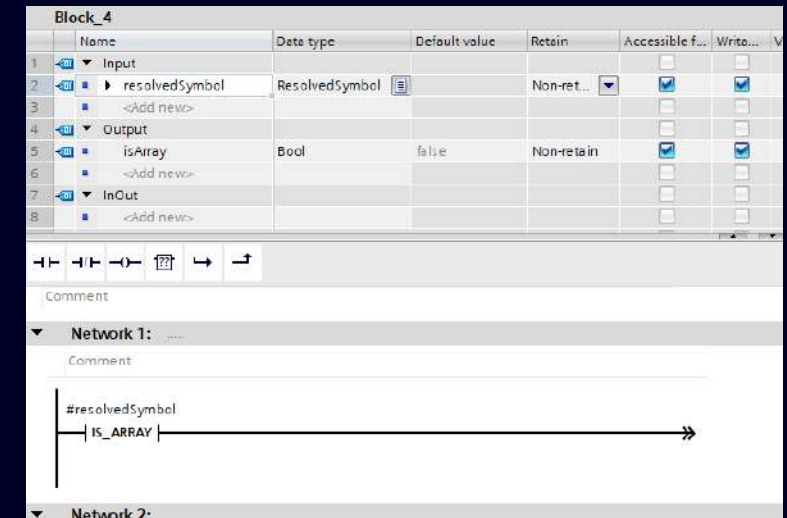 Block_4
Name Data type Default value Retain Accessible f... Writa... V
1 Input
2 resolvedSymbol ResolvedSymbol Non-ret...
3 <Add new>
4 Output
5 isArray Bool false Non-retain
6 <Add new>
7 InOut
8 <Add new>
??
Comment
Network 1: .....
Comment
#resolvedSymbol
IS_ARRAY
Network 2: